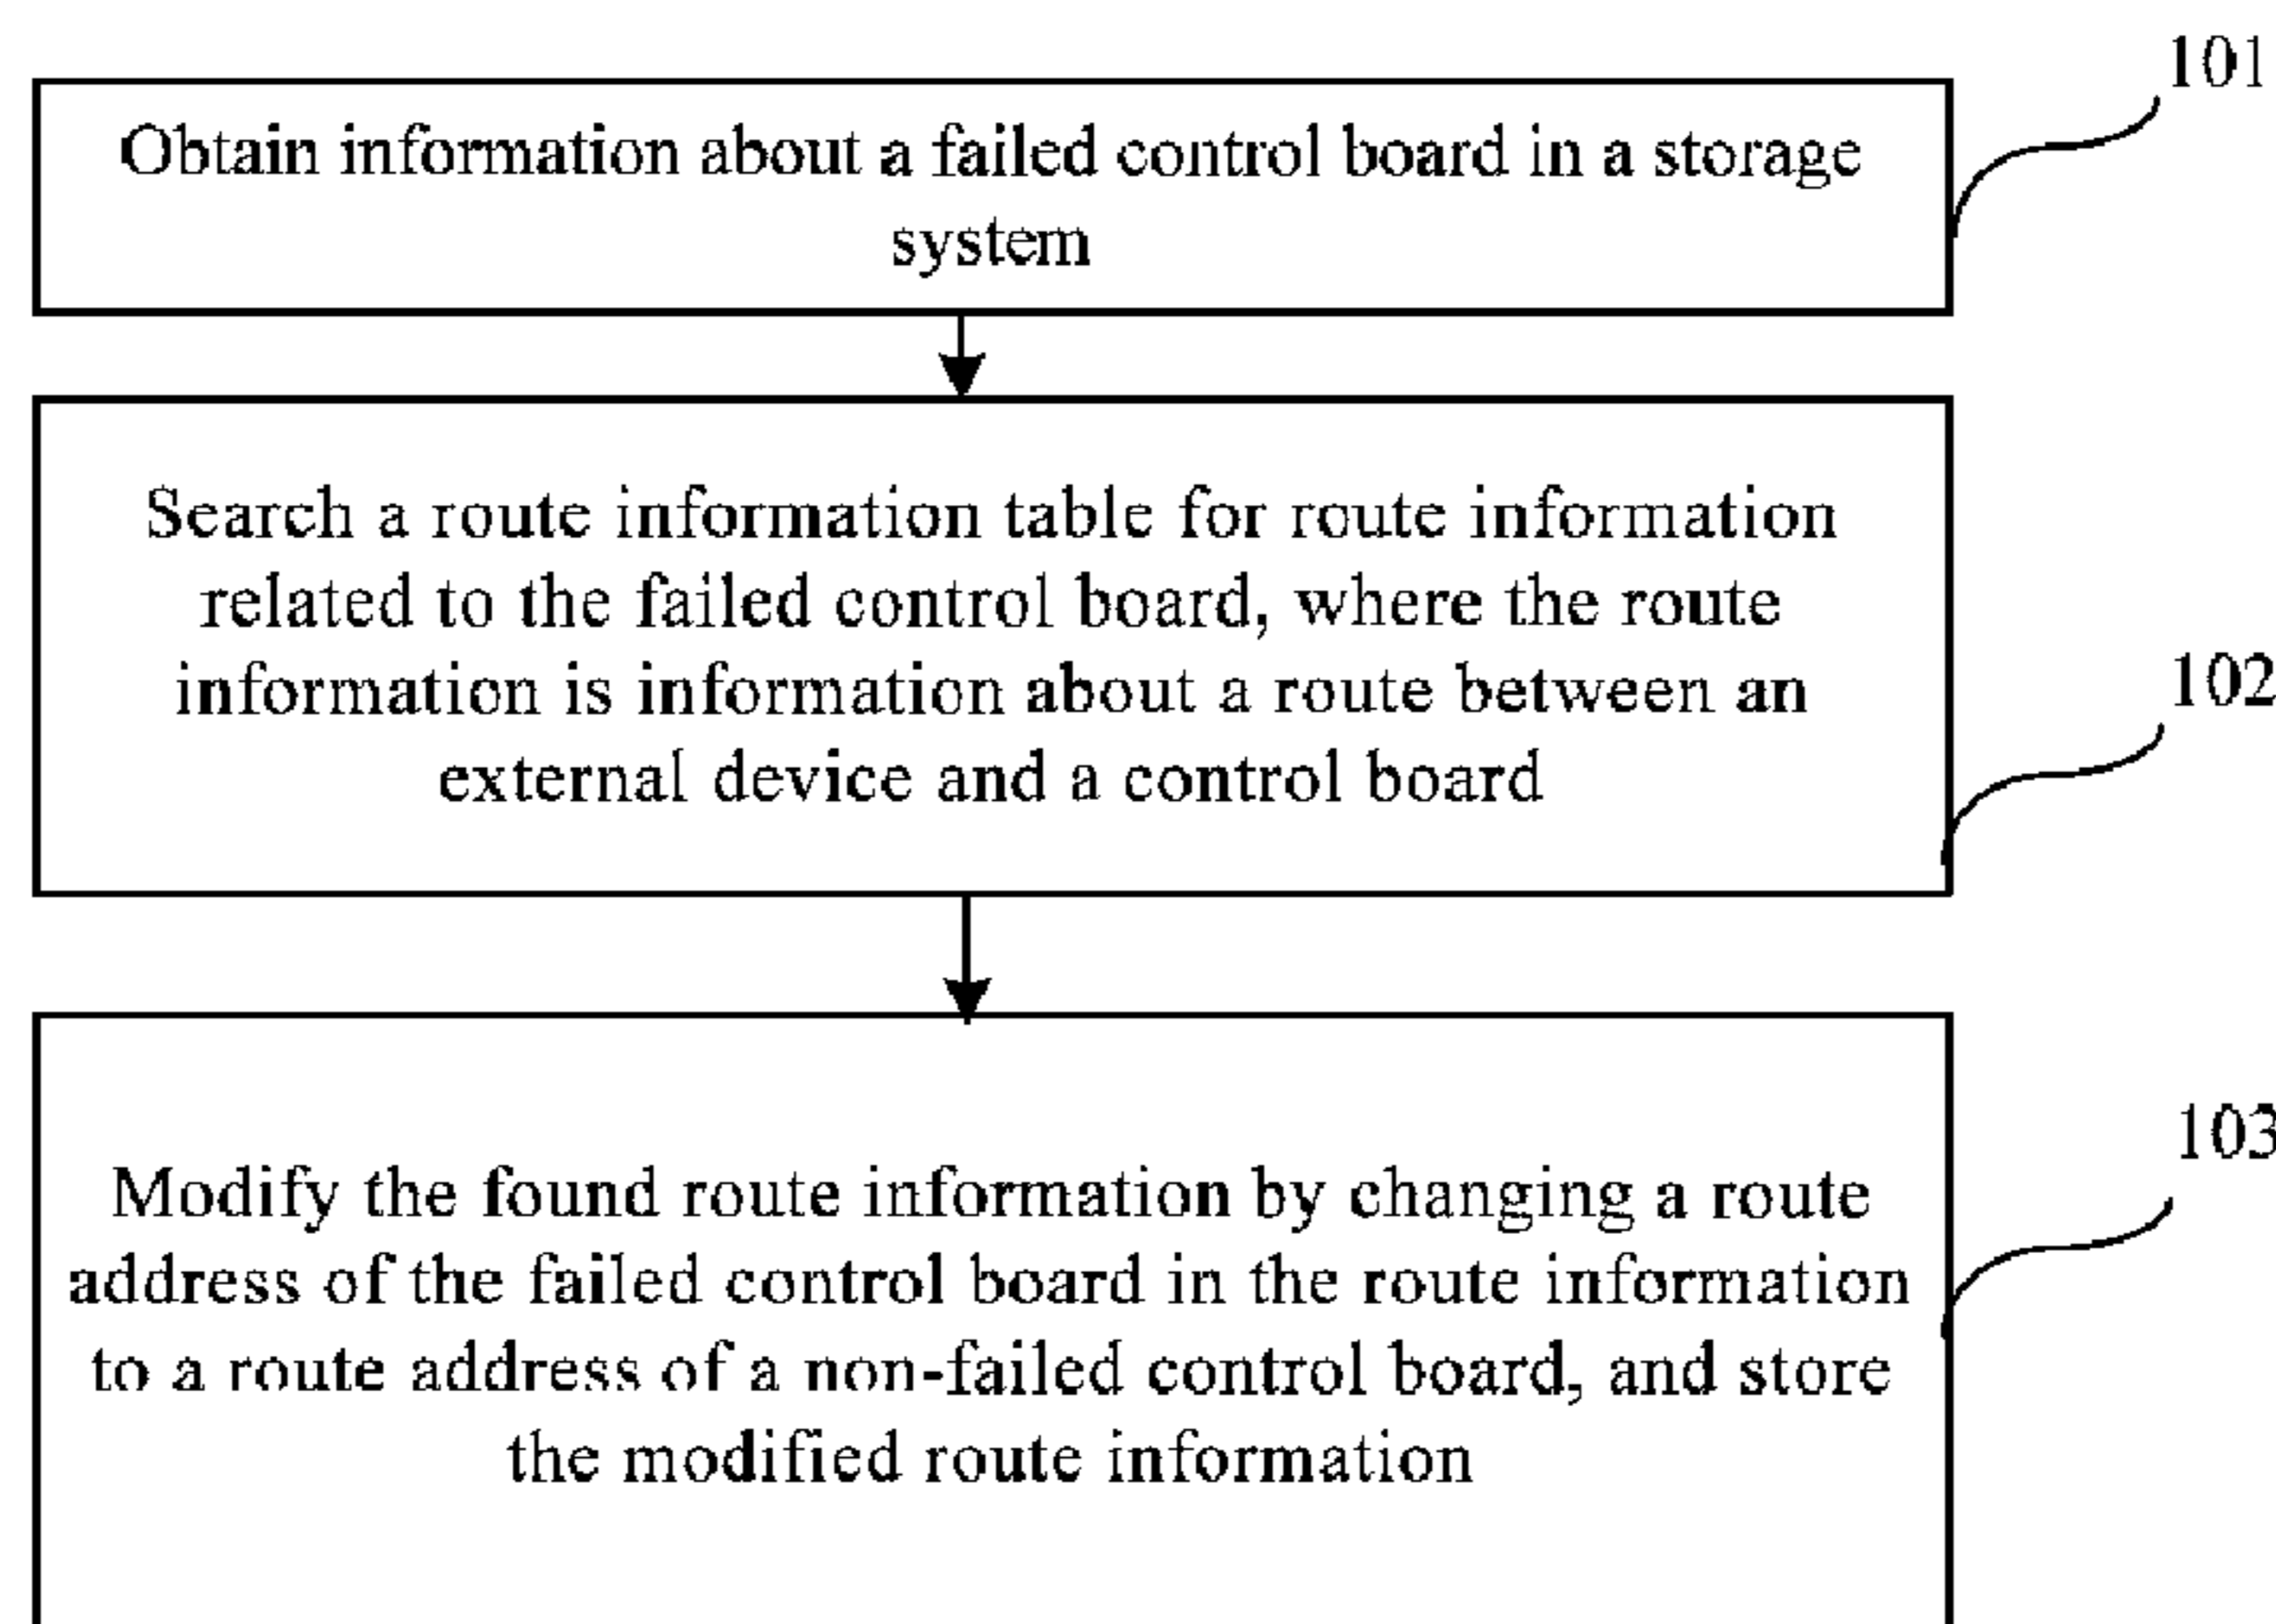 101
Obtain information about a failed control board in a storage
system
Search a route information table for route information
related to the failed control board, where the route
information is information about a route between an
external device and a control board
102
103
Modify the found route information by changing a route
address of the failed control board in the route information
to a route address of a non-failed control board, and store
the modified route information